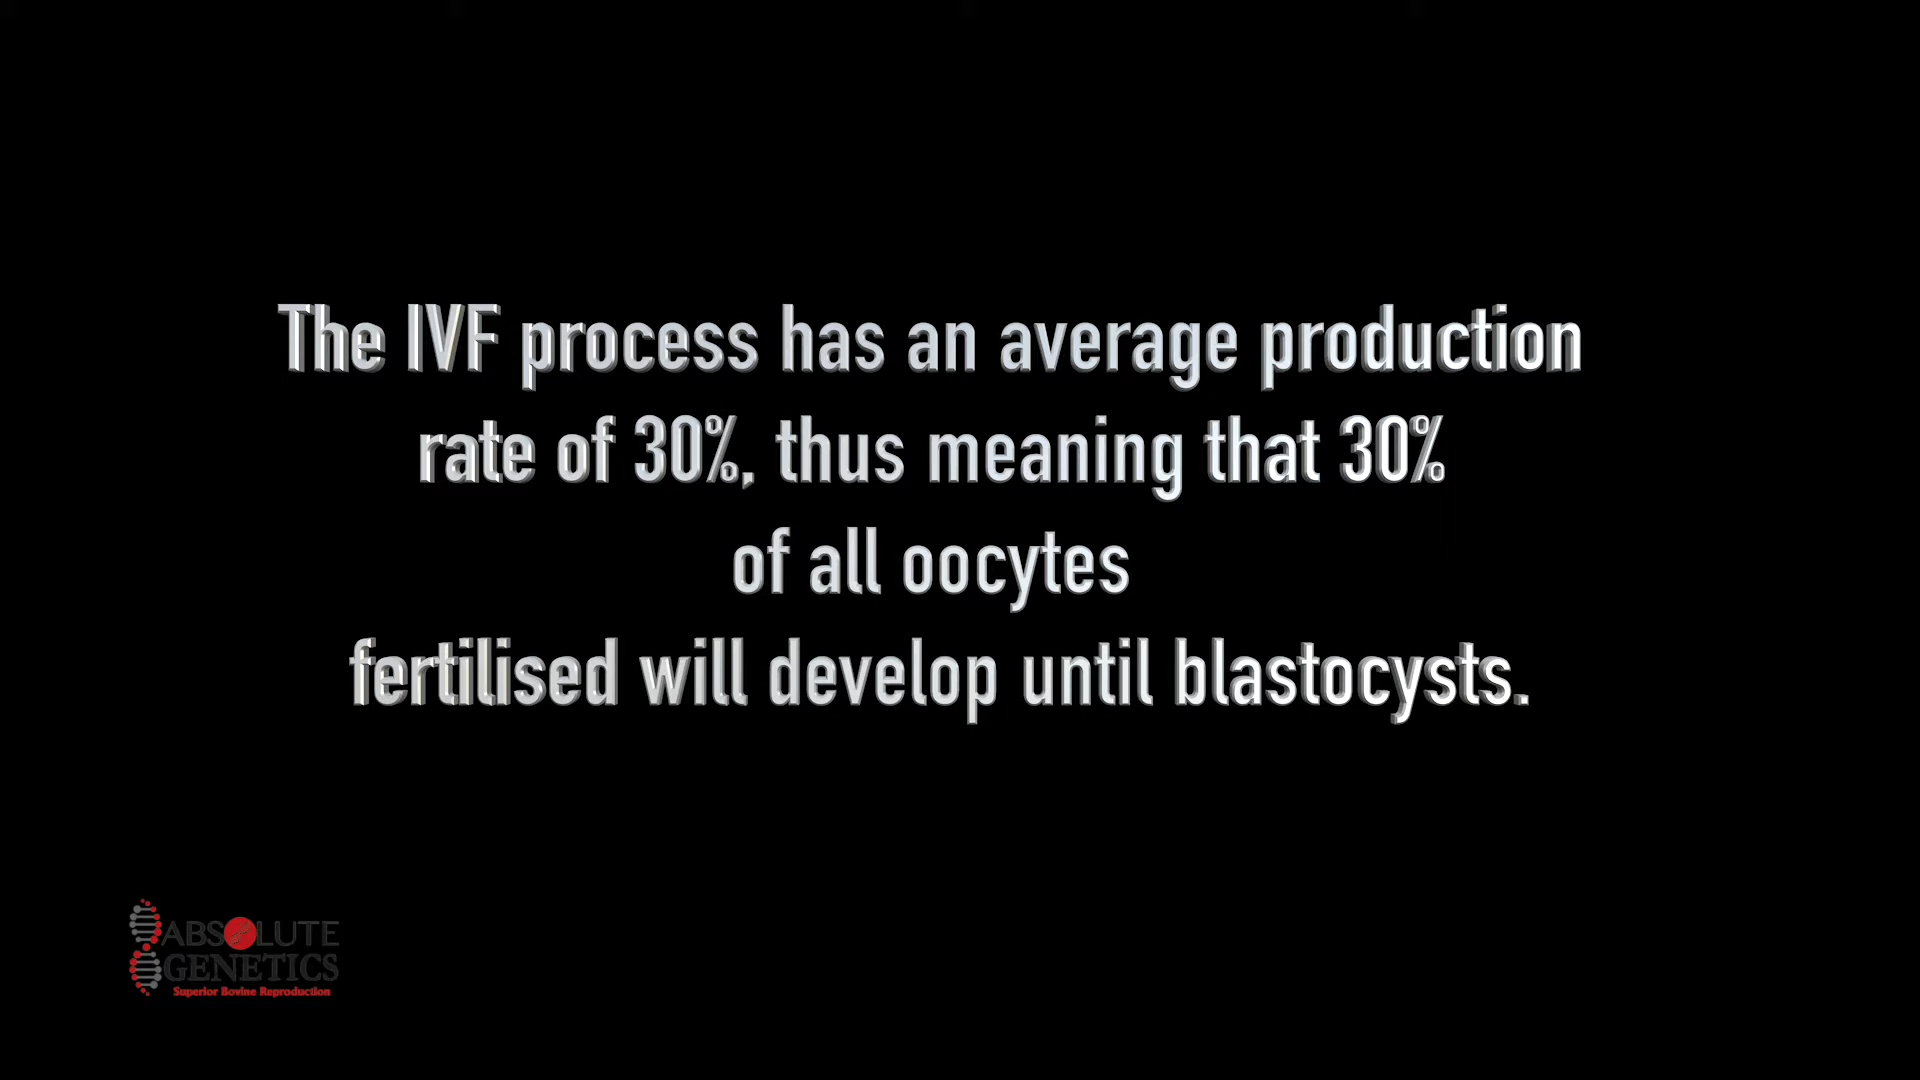 The IVF process has an average production
rate of 30%, thus meaning that 30%
of all oocytes
fertilised will develop until blastocysts.
ABSOLUTE
GENETICS
Superior Bovine Reproduction